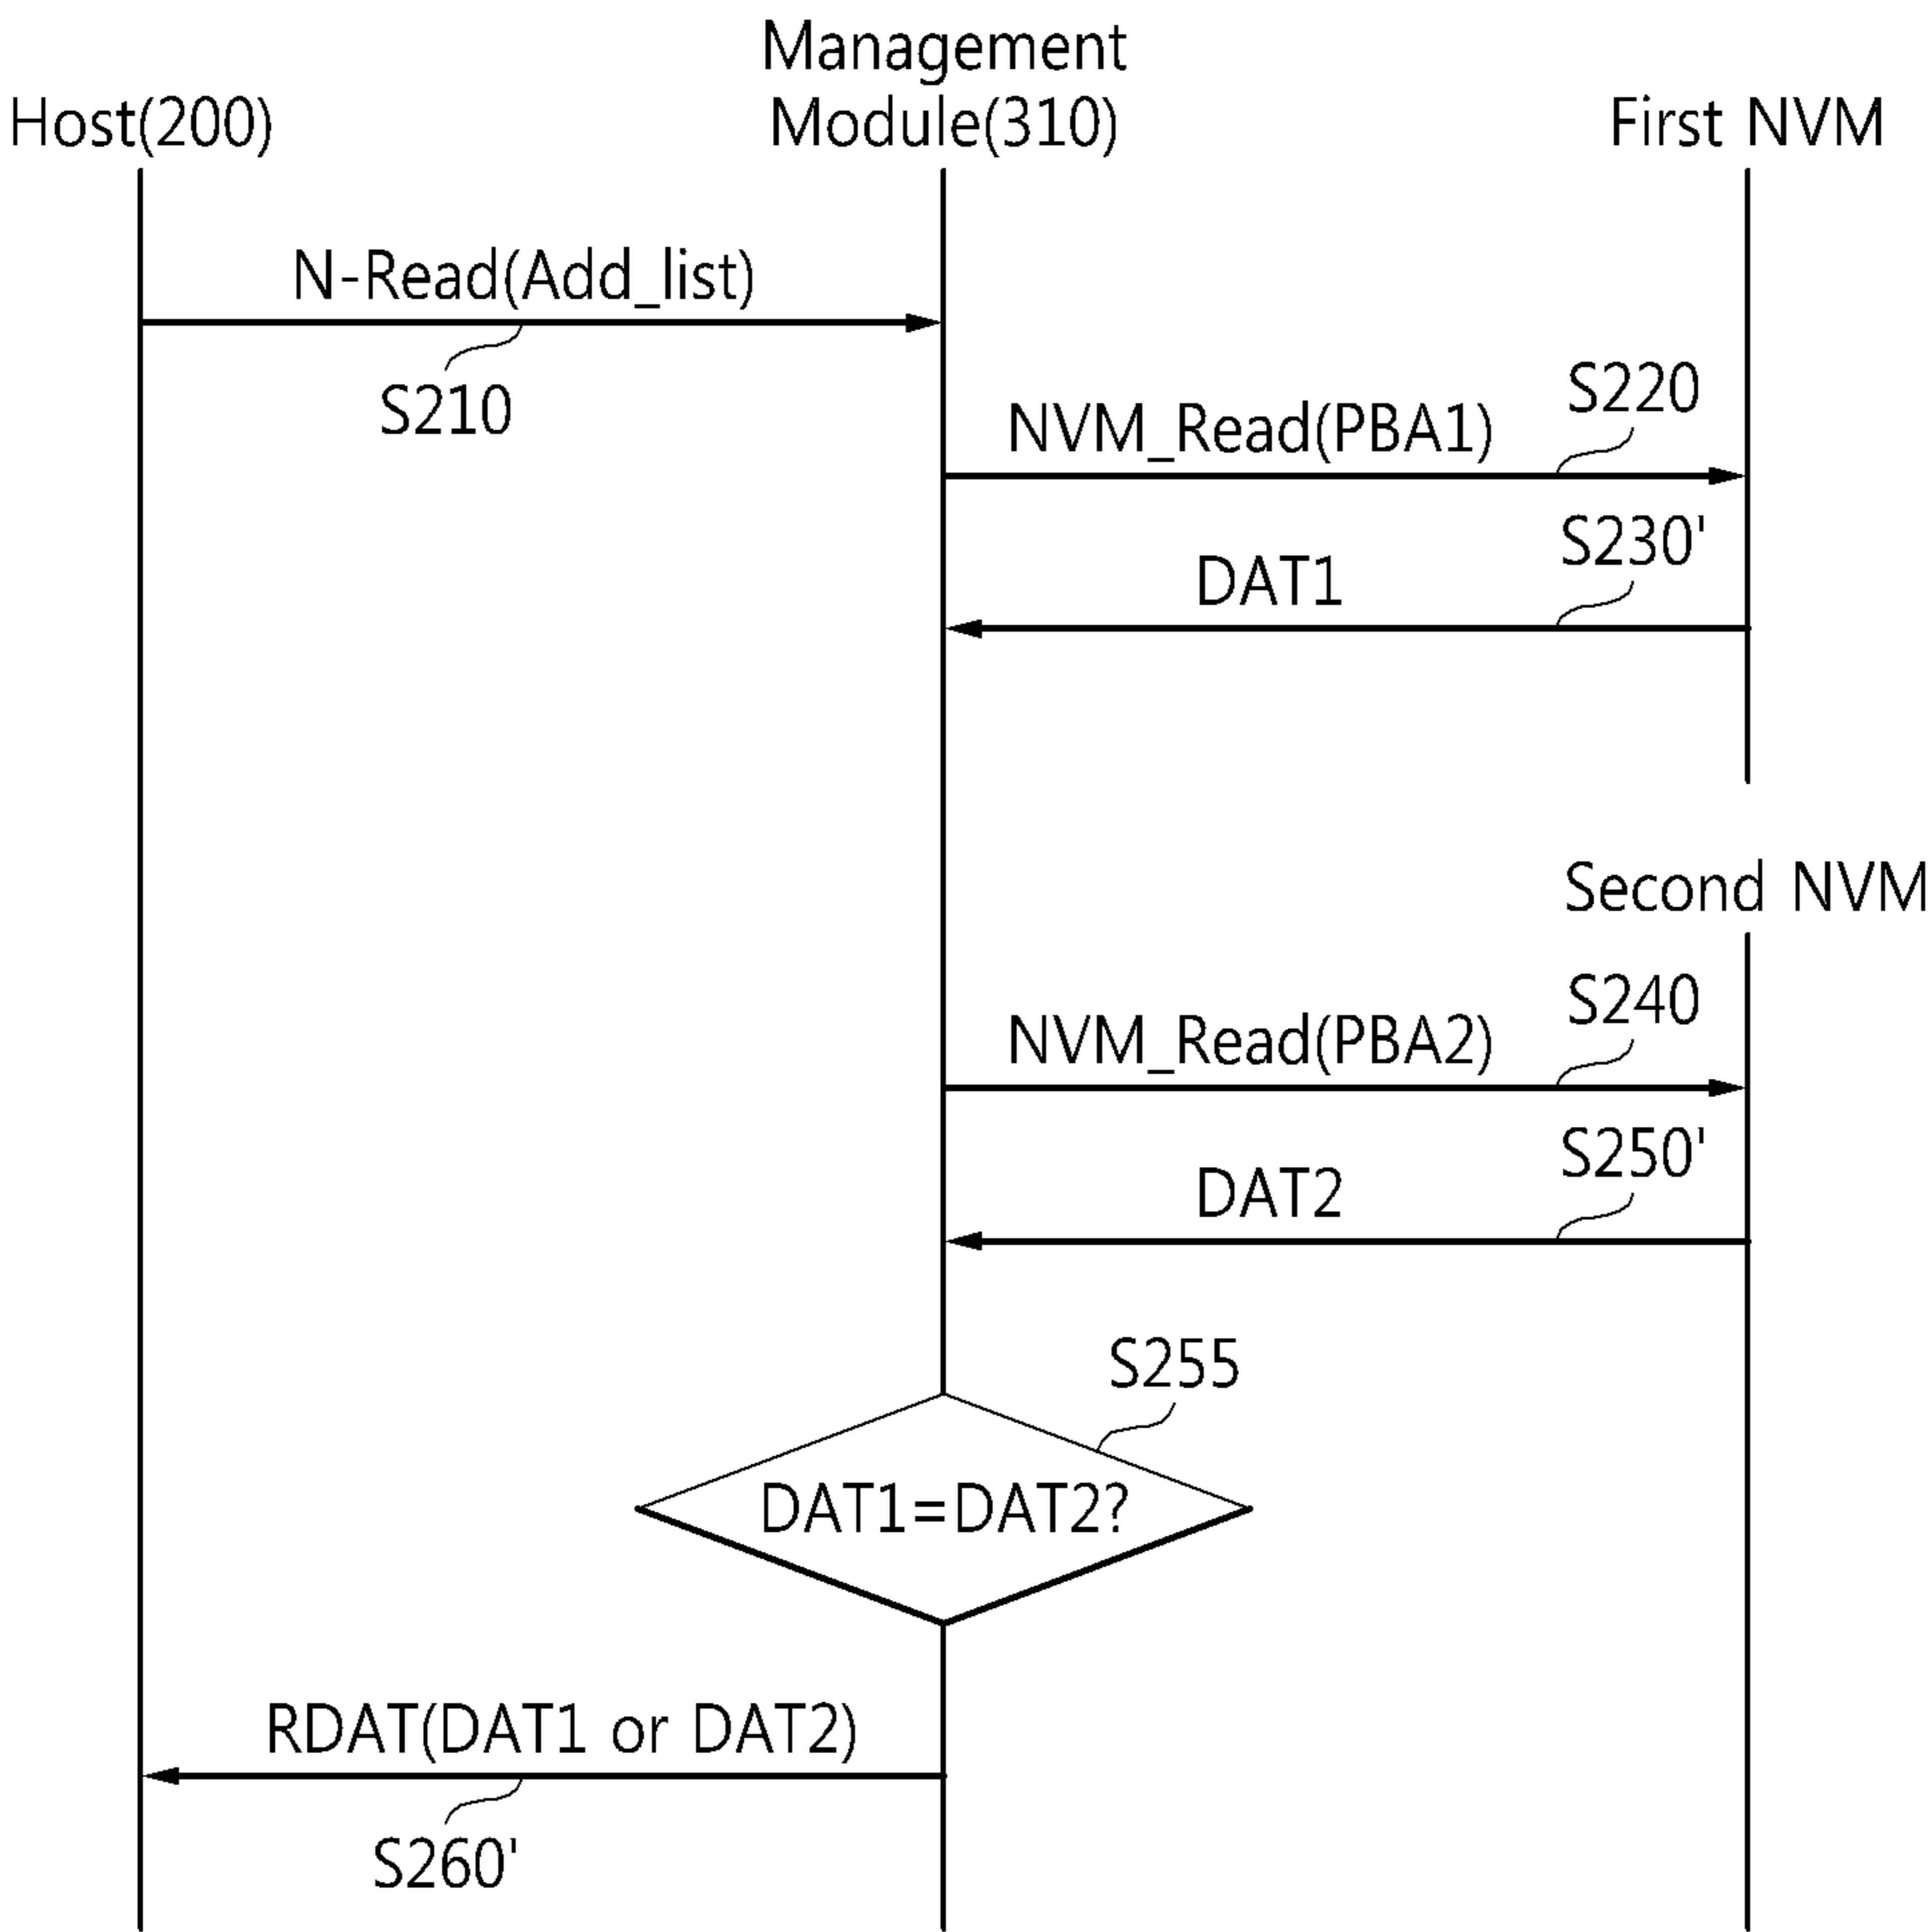 Host(200)
Management
Module(310)
First NVM
N-Read(Add_list)
S210
S220
NVM_Read(PBA1)
S230'
DAT1
Second NVM
S240
NVM_Read(PBA2)
S250'
DAT2
S255
DAT1=DAT2?
RDAT(DAT1 or DAT2)
S260'